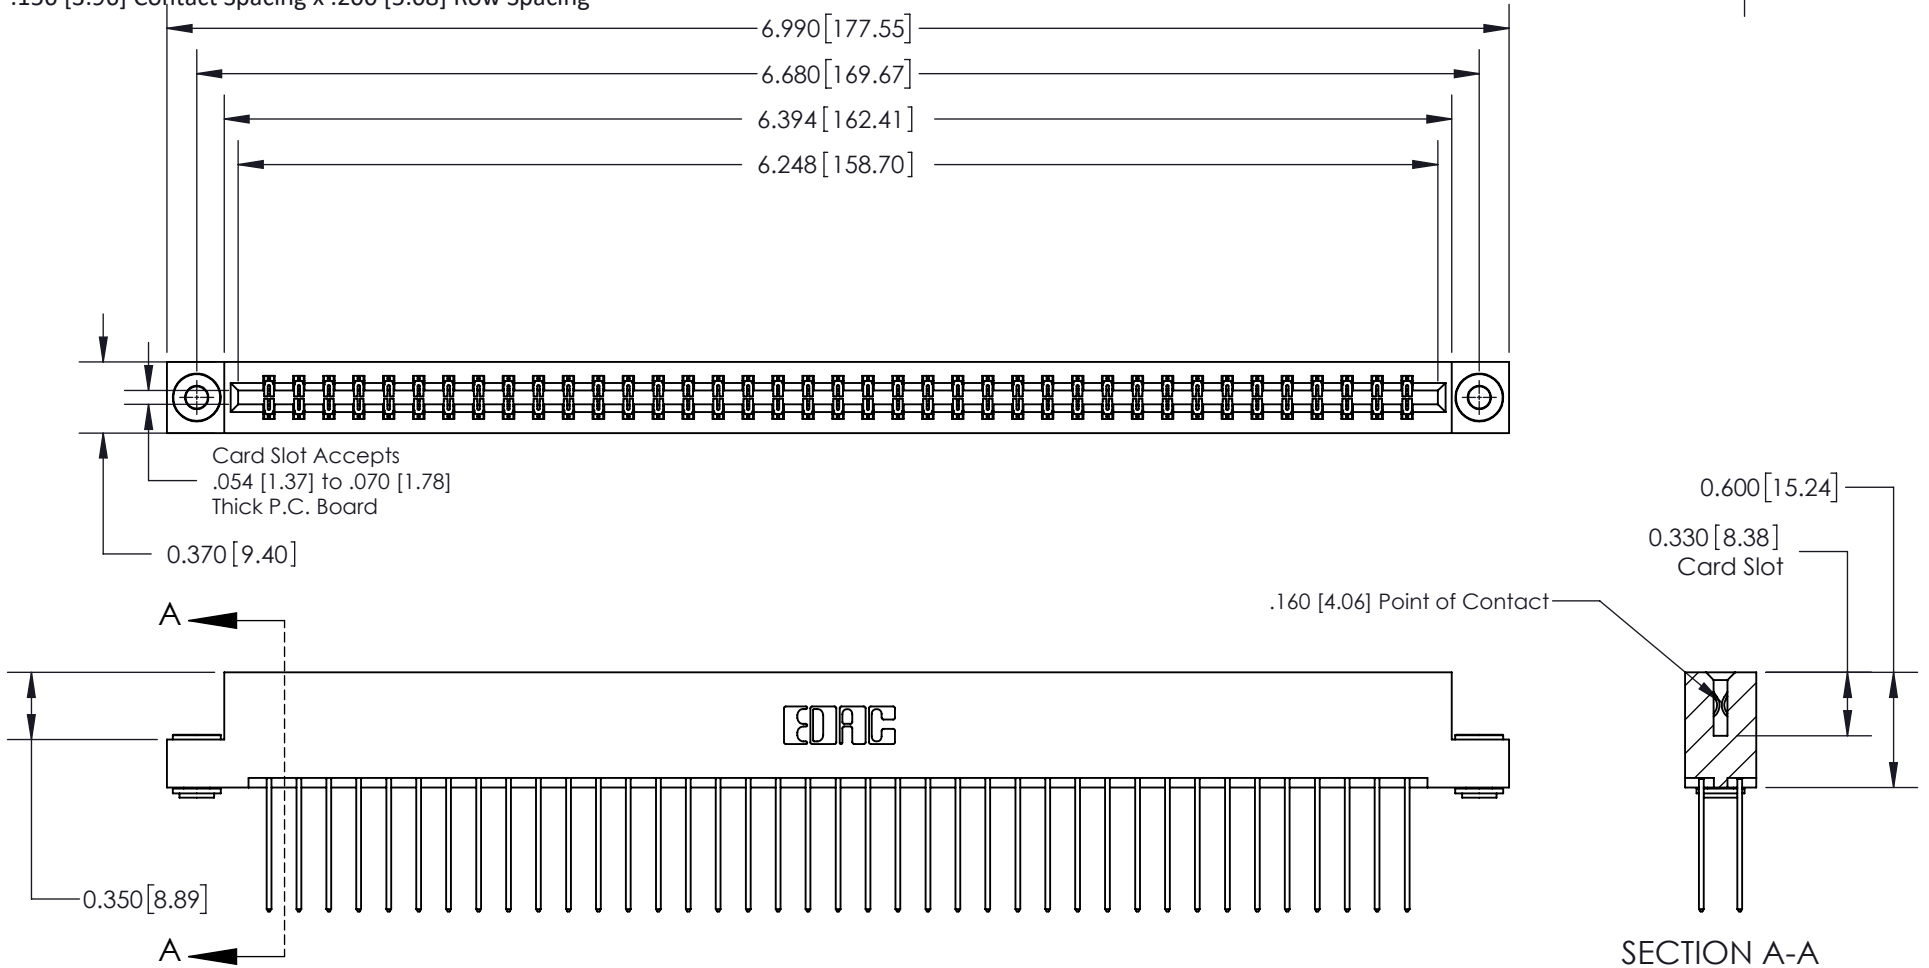 .156 [3.96] Contact Spacing x .200 [5.08] Row Spacing
6.990[177.55]
6.680[169.67]
6.394[162.41]
6.248[158.70]
Card Slot Accepts
.054 [1.37] to .070 [1.78]
Thick P.C. Board
0.370[9.40]
0.600[15.24]
0.330[8.38]
Card Slot
.160 [4.06] Point of Contact
A
EDAC
0.350[8.89]
A
SECTION A-A